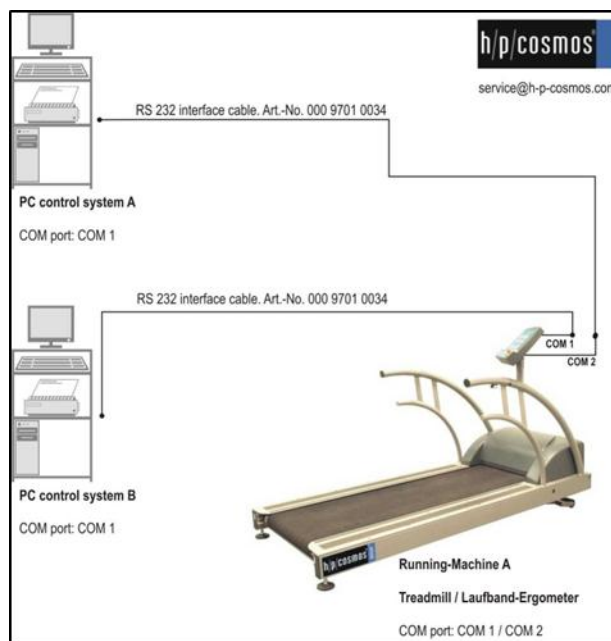 h/p/cosmos®
service@h-p-cosmos.com
RS 232 interface cable. Art.-No. 000 9701 0034
PC control system A
COM port: COM 1
RS 232 interface cable. Art.-No. 000 9701 0034
COM 1
COM 2
PC control system B
COM port: COM 1
h/p/cosmos
Running-Machine A
Treadmill / Laufband-Ergometer
COM port: COM 1 / COM 2